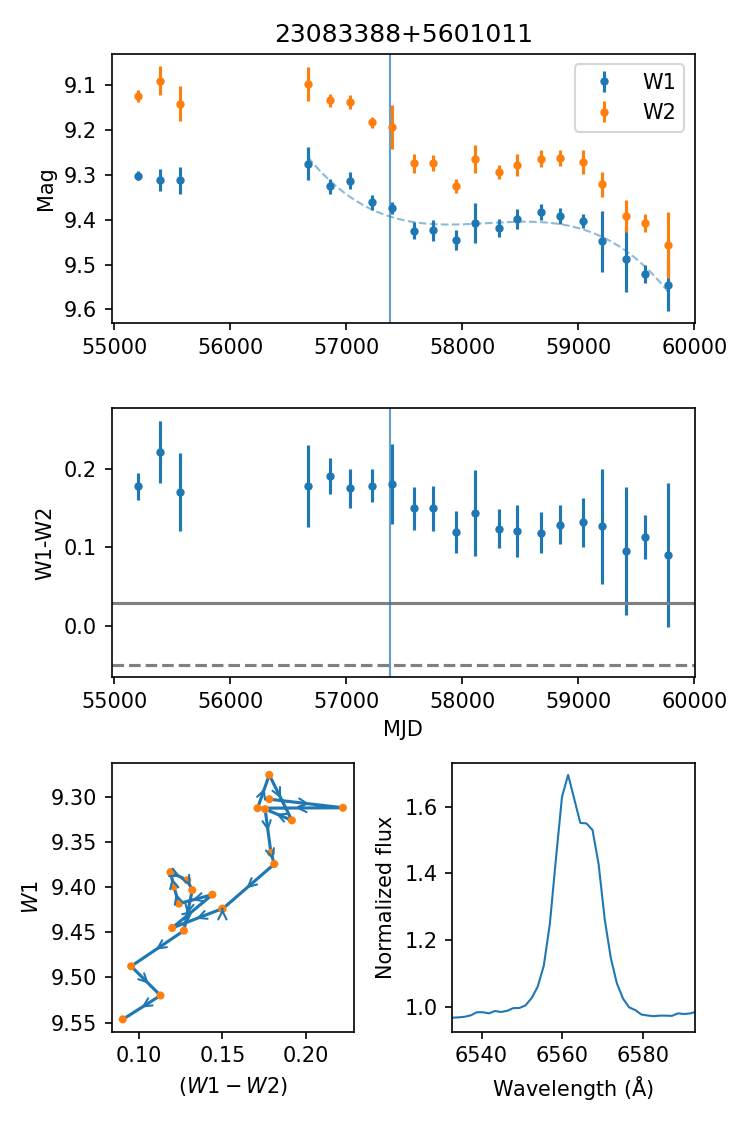 23083388+5601011
W1
W2
Mag
9.1
9.2
9.3
9.4
9.5
9.6
55000 56000 57000 58000 59000 60000
W1-W2
0.2
0.1
0.0
55000 56000 57000 58000 59000 60000
MJD
W1
9.30
9.35
9.40
9.45
9.50
9.55
0.10 0.15 0.20
(W1 − W2)
Normalized flux
1.6
1.4
1.2
1.0
6540 6560 6580
Wavelength (Å)